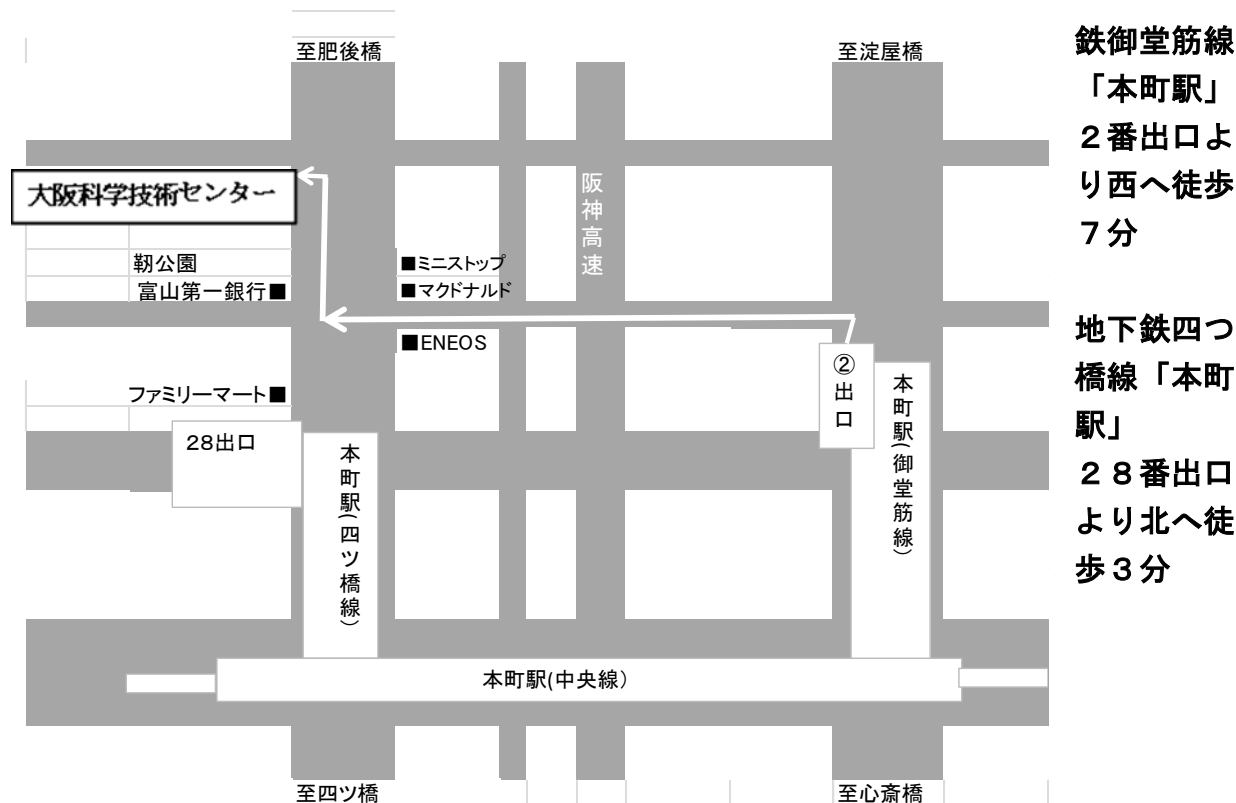 至肥後橋
至淀屋橋
大阪科学技術センター
阪神高速
靭公園
■ミニストップ
富山第一銀行■
■マクドナルド
■ENEOS
ファミリーマート■
②出口
本町駅(御堂筋線)
28出口
本町駅(四ツ橋線)
本町駅(中央線)
至四ツ橋
至心斎橋
鉄御堂筋線
「本町駅」
２番出口よ
り西へ徒歩
７分
地下鉄四つ
橋線「本町
駅」
２８番出口
より北へ徒
歩３分